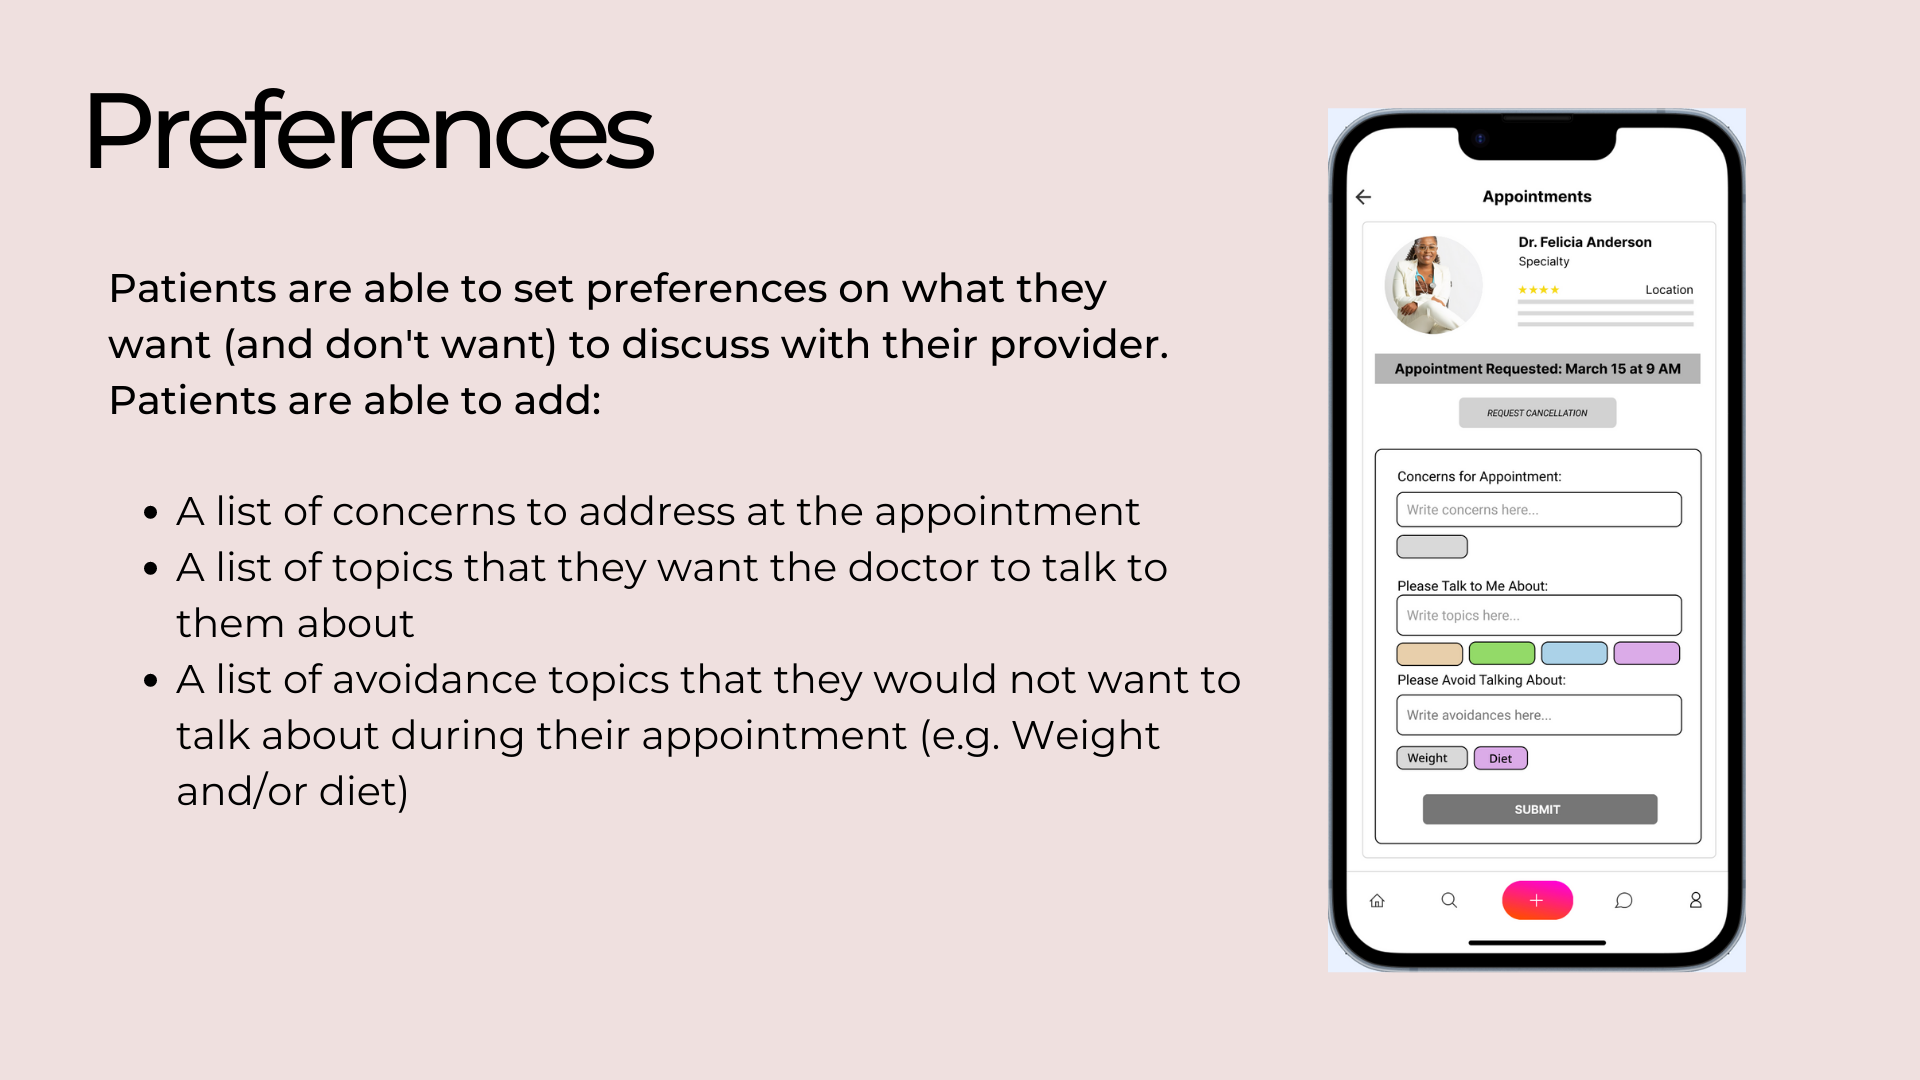 Preferences
Patients are able to set preferences on what they
want (and don't want) to discuss with their provider.
Patients are able to add:
• A list of concerns to address at the appointment
• A list of topics that they want the doctor to talk to
them about
• A list of avoidance topics that they would not want to
talk about during their appointment (e.g. Weight
and/or diet)
Appointments
Dr. Felicia Anderson
Specialty
Location
Appointment Requested: March 15 at 9 AM
REQUEST CANCELLATION
Concerns for Appointment:
Write concerns here...
Please Talk to Me About:
Write topics here...
Please Avoid Talking About:
Write avoidances here...
Weight Diet
SUBMIT